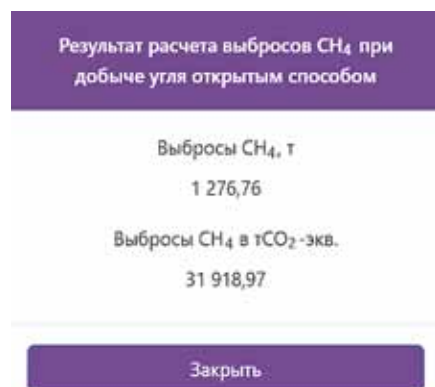 Результат расчета выбросов CH₄ при
добыче угля открытым способом
Выбросы CH₄, т
1 276,76
Выбросы CH₄ в тCO₂-экв.
31 918,97
Закрыть